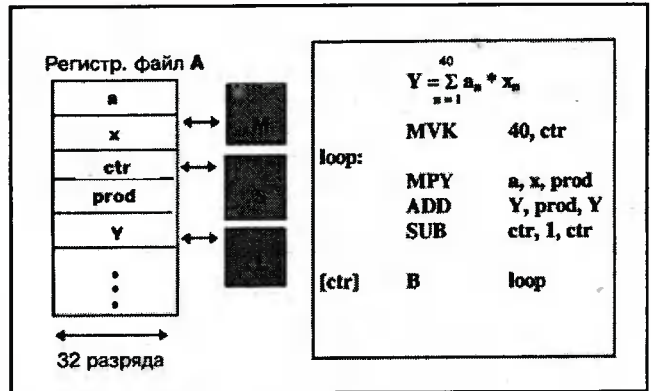 Регистр. файл A
a
x
ctr
prod
Y
32 разряда
M
40
Y = Σ aₙ * xₙ
n = 1
MVK 40, ctr
loop:
MPY a, x, prod
ADD Y, prod, Y
SUB ctr, 1, ctr
[ctr] B loop